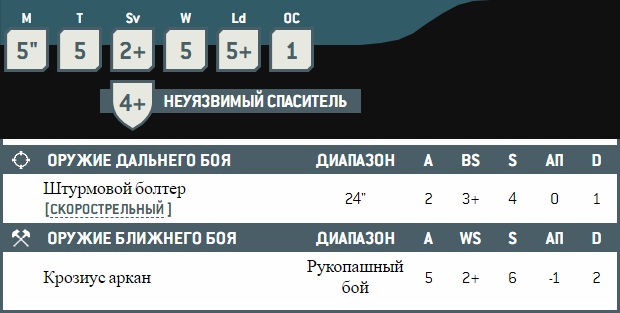 M T Sv W Ld OC
5" 5 2+ 5 5+ 1
4+ НЕУЯЗВИМЫЙ СПАСИТЕЛЬ
ОРУЖИЕ ДАЛЬНЕГО БОЯ ДИАПАЗОН A BS S АП D
Штурмовой болтер
[СКОРОСТРЕЛЬНЫЙ ]
24" 2 3+ 4 0 1
ОРУЖИЕ БЛИЖНЕГО БОЯ ДИАПАЗОН A WS S АП D
Крозиус аркан Рукопашный бой 5 2+ 6 -1 2